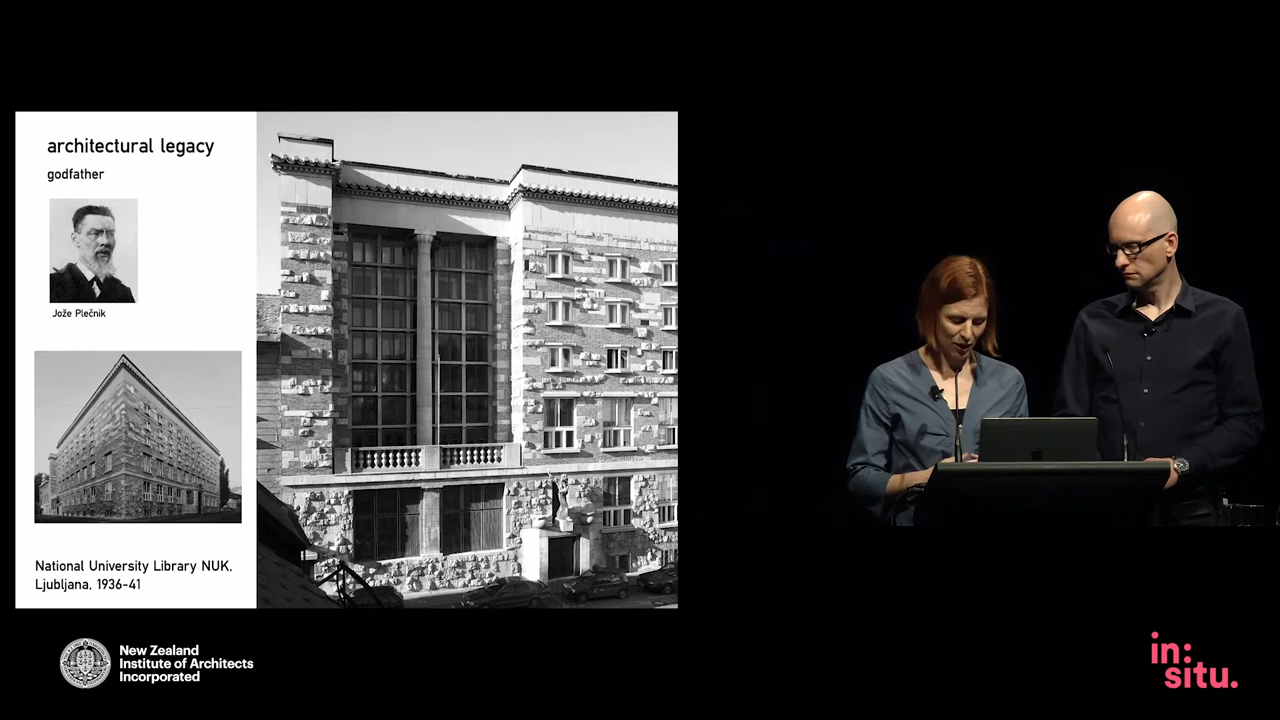 architectural legacy
godfather
Jože Plečnik
National University Library NUK,
Ljubljana, 1936-41
New Zealand
Institute of Architects
Incorporated
in:
situ.